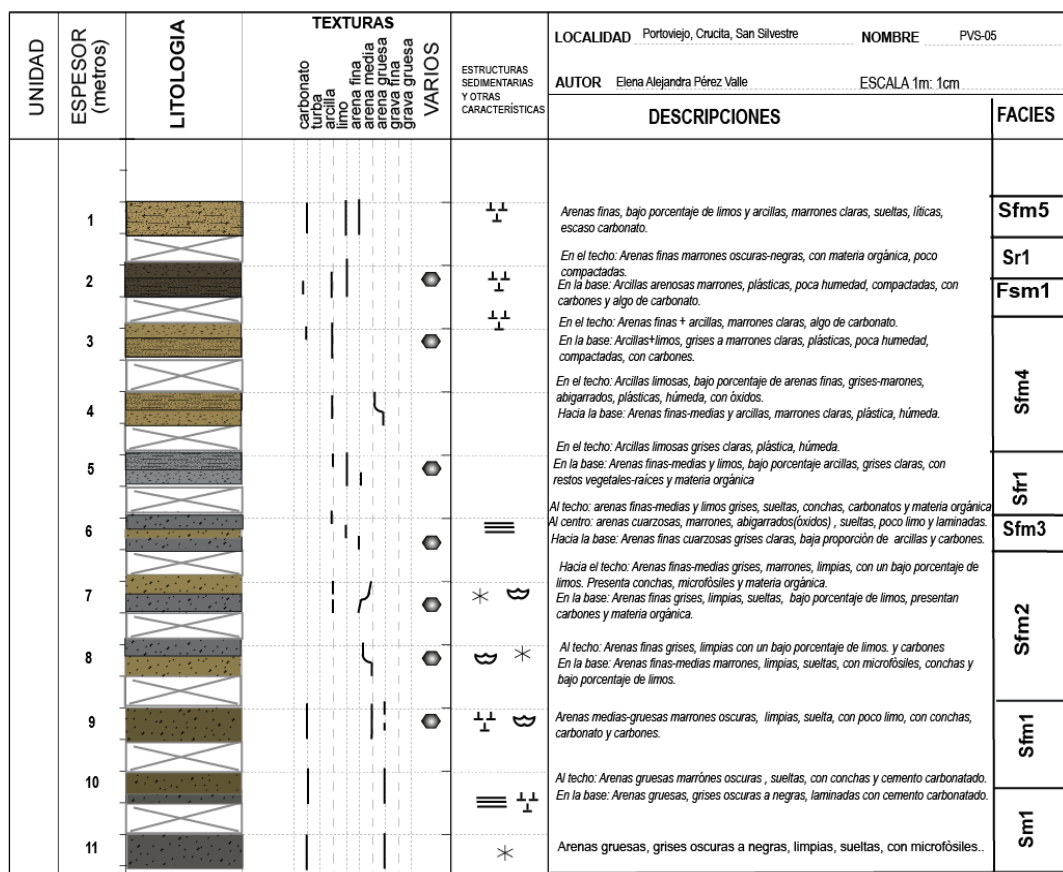 UNIDAD
ESPESOR
(metros)
LITOLOGIA
TEXTURAS
carbonato
turba
arcilla
limo
arena fina
arena media
arena gruesa
grava fina
grava gruesa
VARIOS
ESTRUCTURAS
SEDIMENTARIAS
Y OTRAS
CARACTERÍSTICAS
LOCALIDAD Portoviejo, Crucita, San Silvestre NOMBRE PVS-05
AUTOR Elena Alejandra Pérez Valle ESCALA 1m: 1cm
DESCRIPCIONES
FACIES
1
Arenas finas, bajo porcentaje de limos y arcillas, marrones claras, sueltas, líticas,
escaso carbonato.
Sfm5
2
En el techo: Arenas finas marrones oscuras-negras, con materia orgánica, poco
compactadas.
En la base: Arcillas arenosas marrones, plásticas, poca humedad, compactadas, con
carbones y algo de carbonato.
Sr1
Fsm1
3
En el techo: Arenas finas + arcillas, marrones claras, algo de carbonato.
En la base: Arcillas+limos, grises a marrones claras, plásticas, poca humedad,
compactadas, con carbones.
4
En el techo: Arcillas limosas, bajo porcentaje de arenas finas, grises-marones,
abigarrados, plásticas, húmeda, con óxidos.
Hacia la base: Arenas finas-medias y arcillas, marrones claras, plástica, húmeda.
Sfm4
5
En el techo: Arcillas limosas grises claras, plástica, húmeda.
En la base: Arenas finas-medias y limos, bajo porcentaje arcillas, grises claras, con
restos vegetales-raíces y materia orgánica
Sfr1
6
Al techo: arenas finas-medias y limos grises, sueltas, conchas, carbonatos y materia orgánica
Al centro: arenas cuarzosas, marrones, abigarrados(óxidos) , sueltas, poco limo y laminadas.
Hacia la base: Arenas finas cuarzosas grises claras, baja proporciòn de arcillas y carbones.
Sfm3
7
Hacia el techo: Arenas finas-medias grises, marrones, limpias, con un bajo porcentaje de
limos. Presenta conchas, microfòsiles y materia orgánica.
En la base: Arenas finas grises, limpias, sueltas, bajo porcentaje de limos, presentan
carbones y materia orgánica.
Sfm2
8
Al techo: Arenas finas grises, limpias con un bajo porcentaje de limos. y carbones
En la base: Arenas finas-medias marrones, limpias, sueltas, con microfòsiles, conchas y
bajo porcentaje de limos.
9
Arenas medias-gruesas marrones oscuras, limpias, suelta, con poco limo, con conchas,
carbonato y carbones.
Sfm1
10
Al techo: Arenas gruesas marrònes oscuras , sueltas, con conchas y cemento carbonatado.
En la base: Arenas gruesas, grises oscuras a negras, laminadas con cemento carbonatado.
Sm1
11
Arenas gruesas, grises oscuras a negras, limpias, sueltas, con microfòsiles..